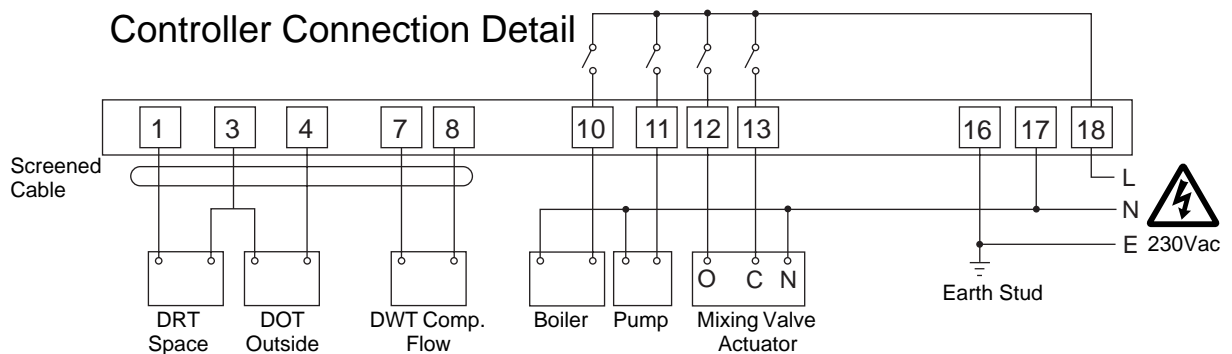 Controller Connection Detail
1 3 4 7 8 10 11 12 13 16 17 18
Screened
Cable
L
N
E 230Vac
O C N
Earth Stud
DRT
Space
DOT
Outside
DWT Comp.
Flow
Boiler
Pump
Mixing Valve
Actuator